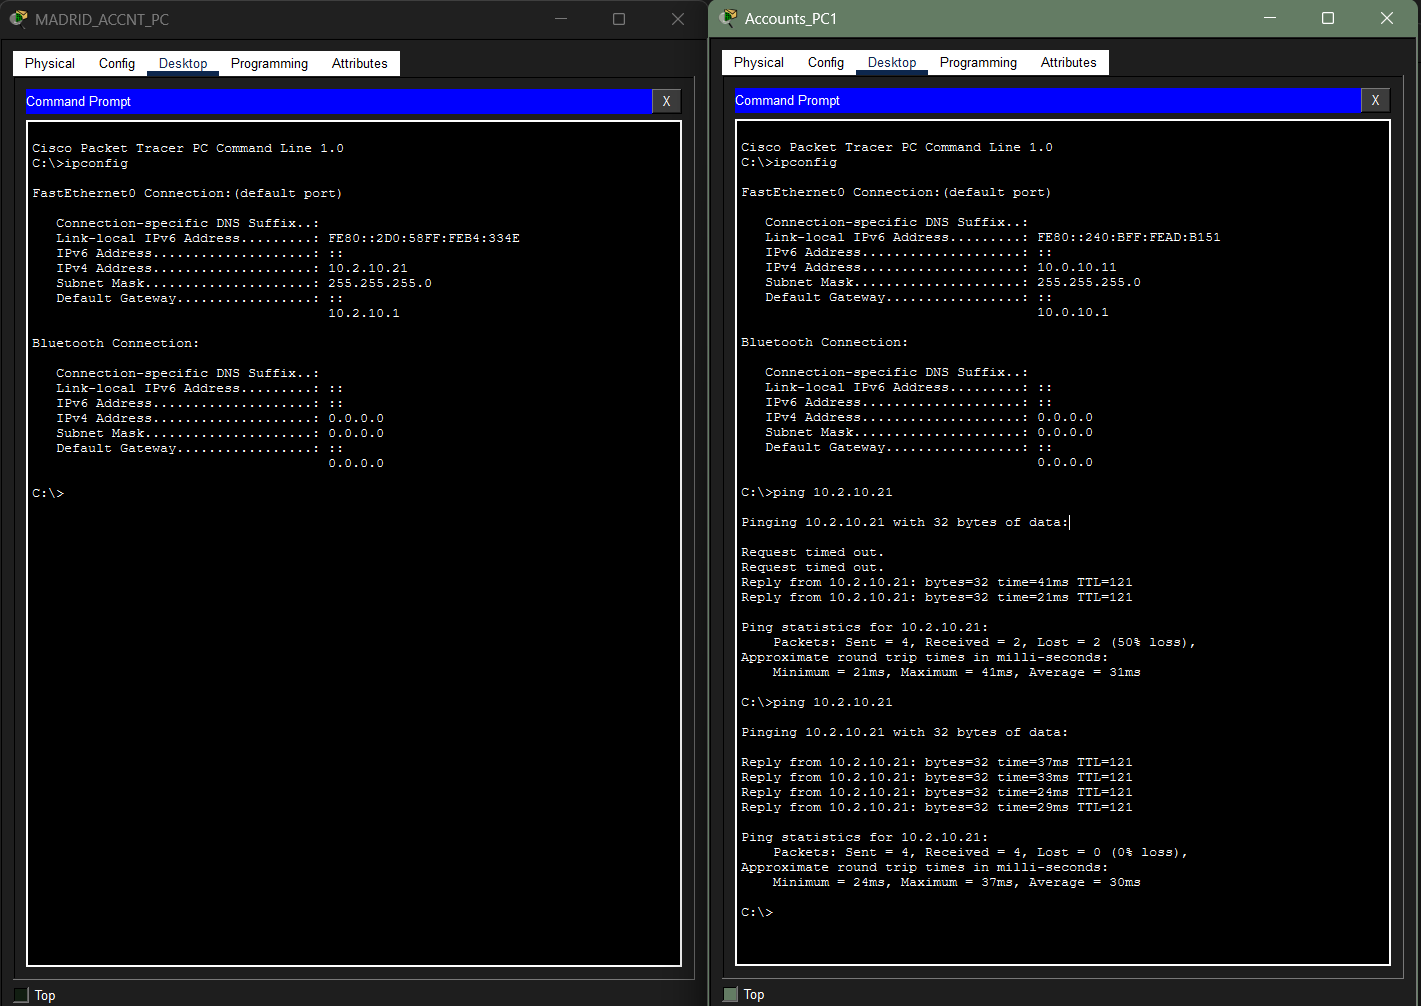 MADRID_ACCNT_PC
Physical Config Desktop Programming Attributes
Command Prompt X
Cisco Packet Tracer PC Command Line 1.0
C:\>ipconfig
FastEthernet0 Connection:(default port)
Connection-specific DNS Suffix..:
Link-local IPv6 Address.........: FE80::2D0:58FF:FEB4:334E
IPv6 Address....................: ::
IPv4 Address....................: 10.2.10.21
Subnet Mask.....................: 255.255.255.0
Default Gateway.................: ::
10.2.10.1
Bluetooth Connection:
Connection-specific DNS Suffix..:
Link-local IPv6 Address.........: ::
IPv6 Address....................: ::
IPv4 Address....................: 0.0.0.0
Subnet Mask.....................: 0.0.0.0
Default Gateway.................: ::
0.0.0.0
C:\>
Top
Accounts_PC1
Physical Config Desktop Programming Attributes
Command Prompt X
Cisco Packet Tracer PC Command Line 1.0
C:\>ipconfig
FastEthernet0 Connection:(default port)
Connection-specific DNS Suffix..:
Link-local IPv6 Address.........: FE80::240:BFF:FEAD:B151
IPv6 Address....................: ::
IPv4 Address....................: 10.0.10.11
Subnet Mask.....................: 255.255.255.0
Default Gateway.................: ::
10.0.10.1
Bluetooth Connection:
Connection-specific DNS Suffix..:
Link-local IPv6 Address.........: ::
IPv6 Address....................: ::
IPv4 Address....................: 0.0.0.0
Subnet Mask.....................: 0.0.0.0
Default Gateway.................: ::
0.0.0.0
C:\>ping 10.2.10.21
Pinging 10.2.10.21 with 32 bytes of data:
Request timed out.
Request timed out.
Reply from 10.2.10.21: bytes=32 time=41ms TTL=121
Reply from 10.2.10.21: bytes=32 time=21ms TTL=121
Ping statistics for 10.2.10.21:
Packets: Sent = 4, Received = 2, Lost = 2 (50% loss),
Approximate round trip times in milli-seconds:
Minimum = 21ms, Maximum = 41ms, Average = 31ms
C:\>ping 10.2.10.21
Pinging 10.2.10.21 with 32 bytes of data:
Reply from 10.2.10.21: bytes=32 time=37ms TTL=121
Reply from 10.2.10.21: bytes=32 time=33ms TTL=121
Reply from 10.2.10.21: bytes=32 time=24ms TTL=121
Reply from 10.2.10.21: bytes=32 time=29ms TTL=121
Ping statistics for 10.2.10.21:
Packets: Sent = 4, Received = 4, Lost = 0 (0% loss),
Approximate round trip times in milli-seconds:
Minimum = 24ms, Maximum = 37ms, Average = 30ms
C:\>
Top